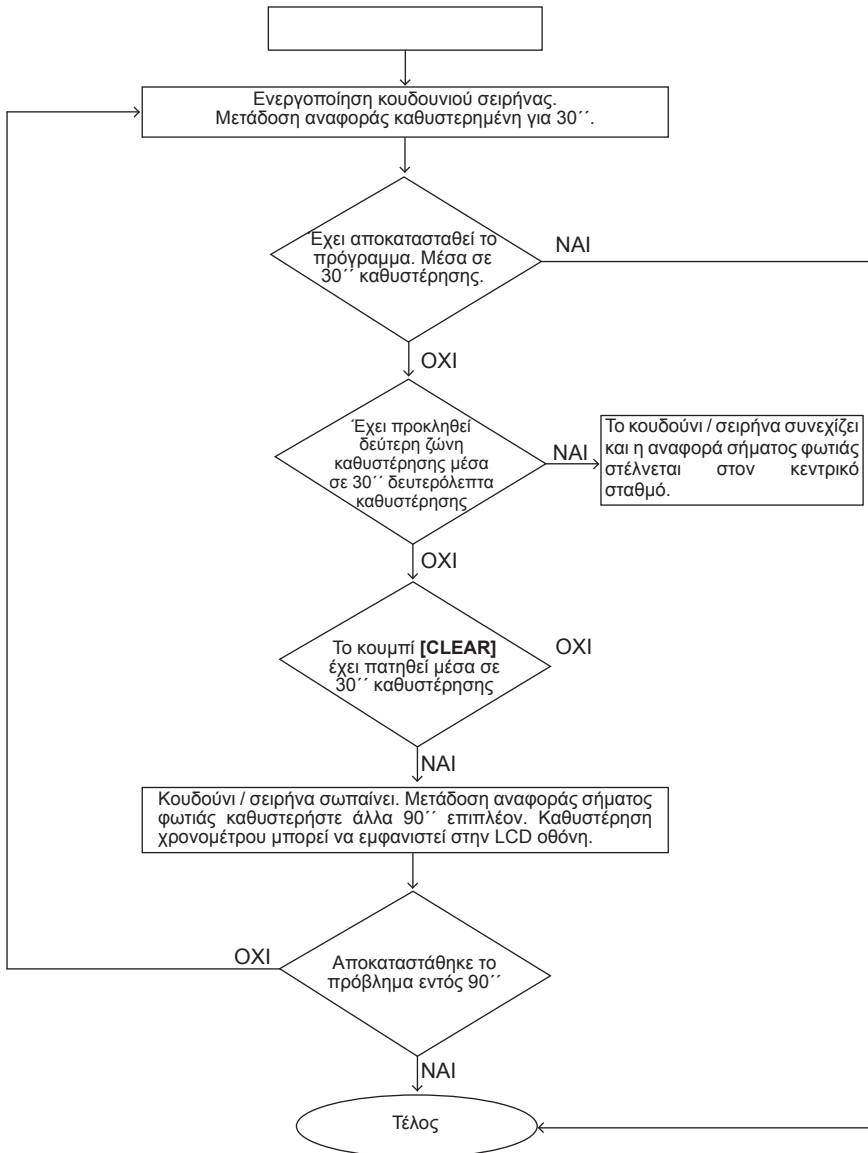 Ενεργοποίηση κουδουνιού σειρήνας.
Μετάδοση αναφοράς καθυστερημένη για 30΄΄.
Έχει αποκατασταθεί το
πρόγραμμα. Μέσα σε
30΄΄ καθυστέρησης.
ΝΑΙ
ΟΧΙ
Έχει προκληθεί
δεύτερη ζώνη
καθυστέρησης μέσα
σε 30΄΄ δευτερόλεπτα
καθυστέρησης
ΝΑΙ
Το κουδούνι / σειρήνα συνεχίζει
και η αναφορά σήματος φωτιάς
στέλνεται στον κεντρικό
σταθμό.
ΟΧΙ
Το κουμπί [CLEAR]
έχει πατηθεί μέσα σε
30΄΄ καθυστέρησης
ΟΧΙ
ΝΑΙ
Κουδούνι / σειρήνα σωπαίνει. Μετάδοση αναφοράς σήματος
φωτιάς καθυστερήστε άλλα 90΄΄ επιπλέον. Καθυστέρηση
χρονομέτρου μπορεί να εμφανιστεί στην LCD οθόνη.
ΟΧΙ
Αποκαταστάθηκε το
πρόβλημα εντός 90΄΄
ΝΑΙ
Τέλος